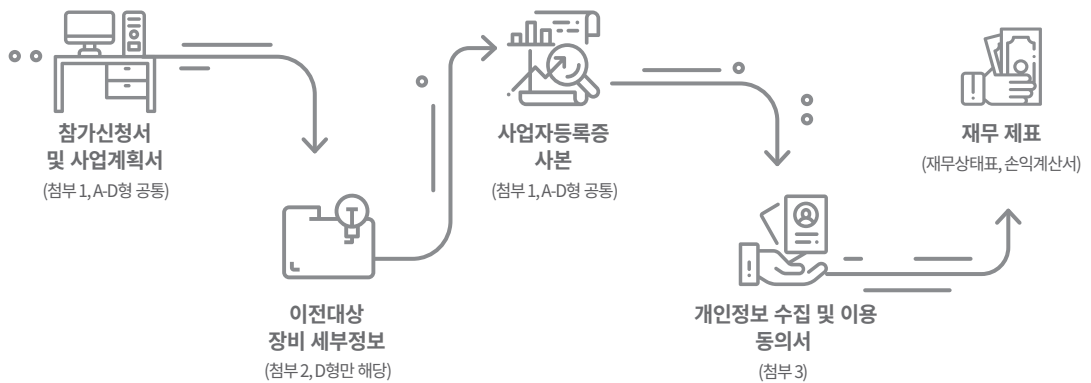 참가신청서
및 사업계획서
(첨부 1, A-D형 공통)
이전대상
장비 세부정보
(첨부 2, D형만 해당)
사업자등록증
사본
(첨부 1, A-D형 공통)
개인정보 수집 및 이용
동의서
(첨부 3)
재무 제표
(재무상태표, 손익계산서)